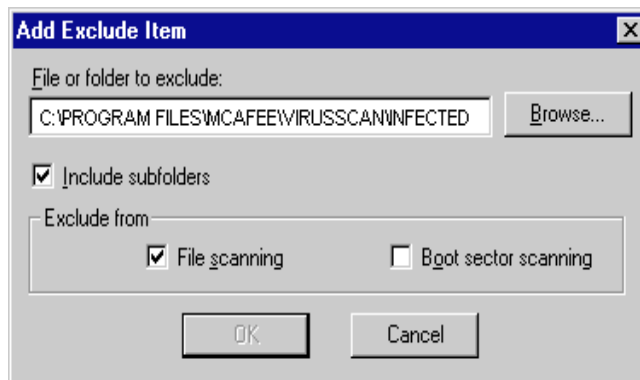 Add Exclude Item
File or folder to exclude:
C:\PROGRAM FILES\MCAFEE\VIRUSSCAN\INFECTED
Browse...
Include subfolders
Exclude from
File scanning
Boot sector scanning
OK
Cancel